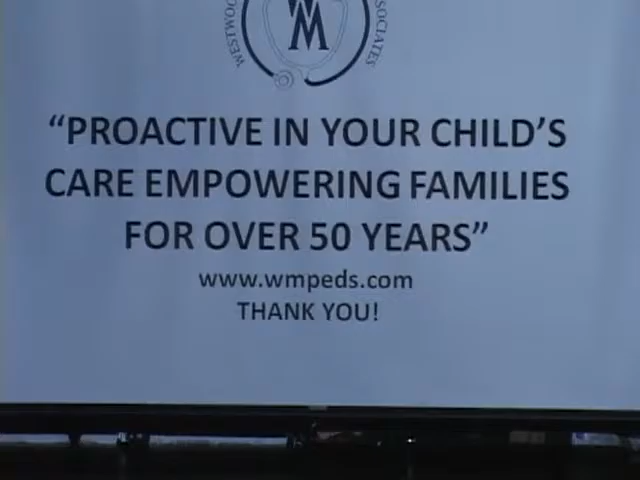 WM
"PROACTIVE IN YOUR CHILD'S
CARE EMPOWERING FAMILIES
FOR OVER 50 YEARS"
www.wmpeds.com
THANK YOU!